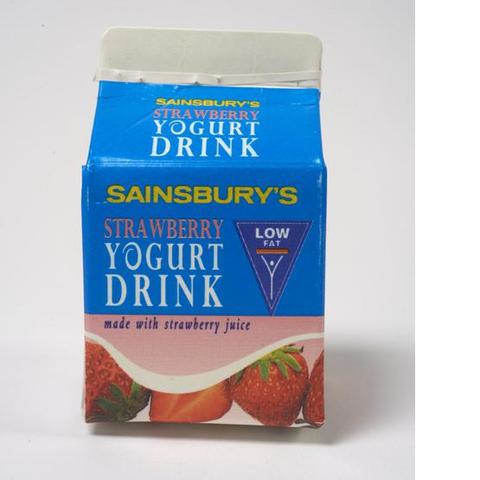 SAINSBURY'S
STRAWBERRY
YOGURT
DRINK
SAINSBURY'S
STRAWBERRY
YOGURT
DRINK
LOW
FAT
made with strawberry juice